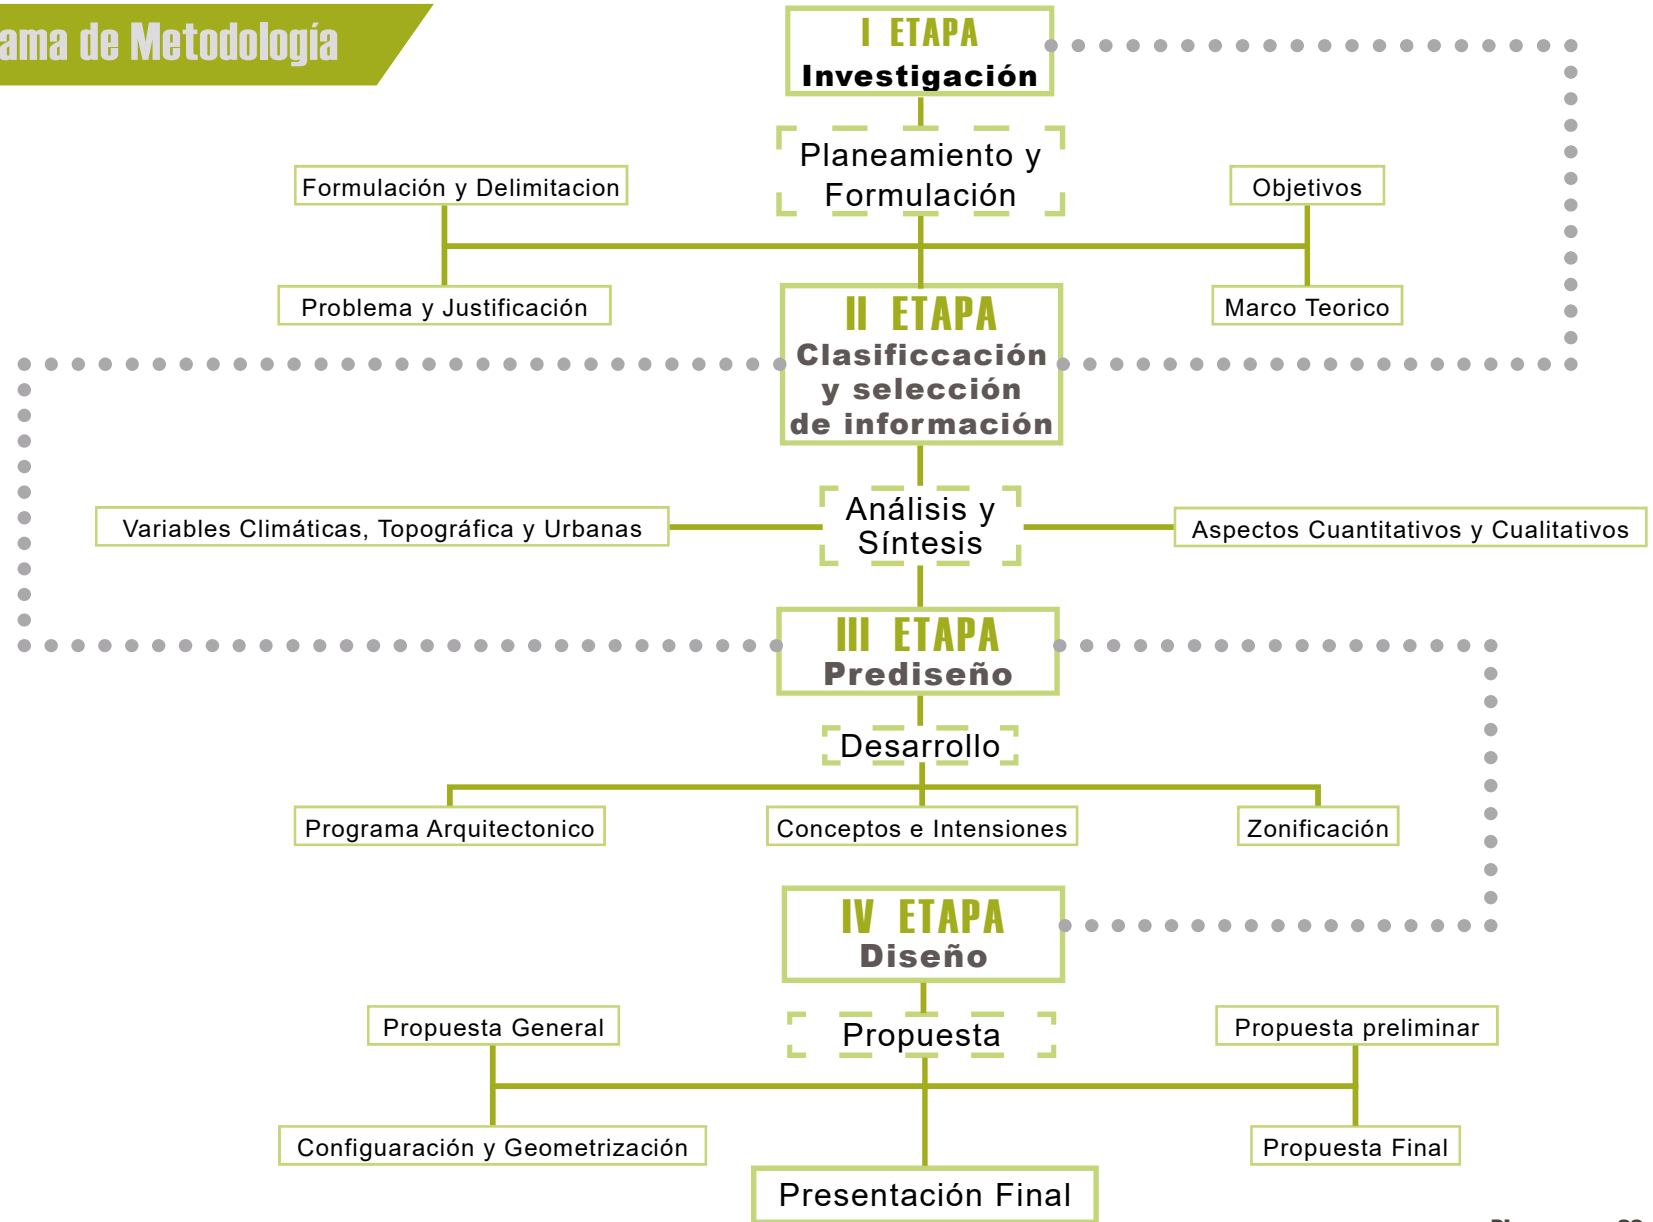 de Metodología
I ETAPA
Investigación
Planeamiento y
Formulación
Formulación y Delimitacion
Objetivos
Problema y Justificación
Marco Teorico
II ETAPA
Clasificcación
y selección
de información
Análisis y
Síntesis
Variables Climáticas, Topográfica y Urbanas
Aspectos Cuantitativos y Cualitativos
III ETAPA
Prediseño
Desarrollo
Programa Arquitectonico
Conceptos e Intensiones
Zonificación
IV ETAPA
Diseño
Propuesta
Propuesta General
Propuesta preliminar
Configuaración y Geometrización
Propuesta Final
Presentación Final